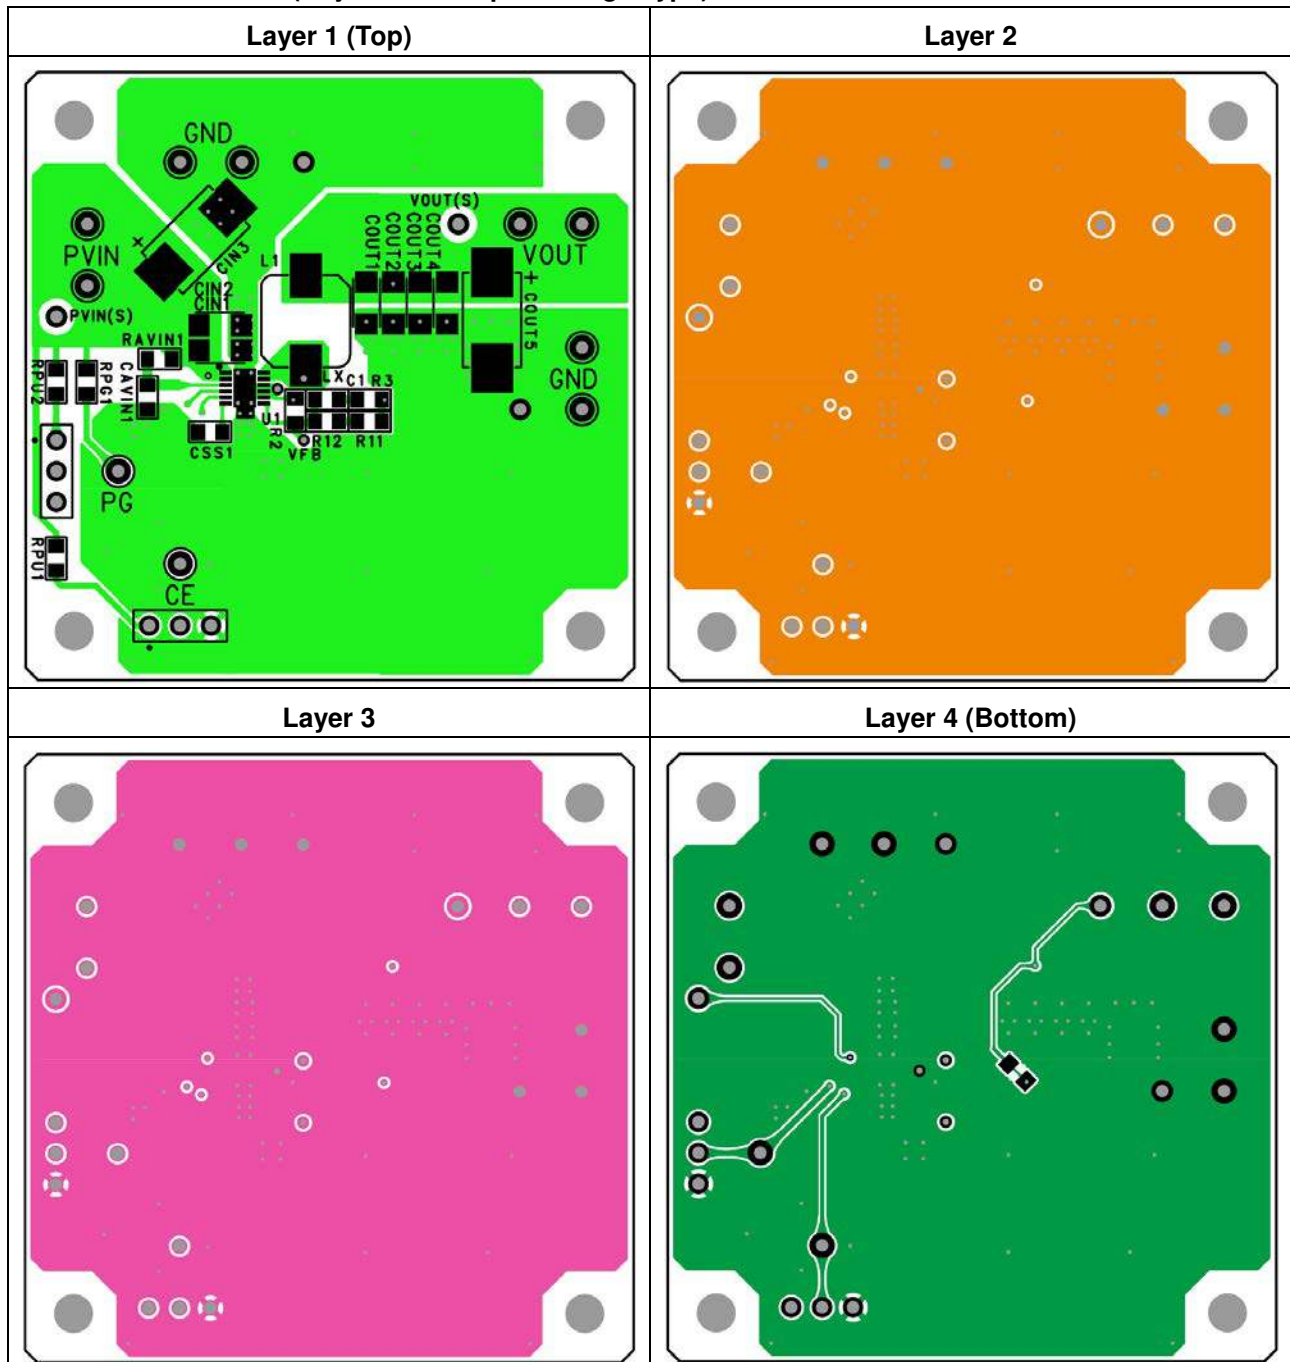 Layer 1 (Top)
Layer 2
GND
VOUT(S)
PVIN
+
CIN3
L1
COUT1
COUT2
COUT3
COUT4
VOUT
+
COUT5
CIN2
CIN1
PVIN(S)
RAVIN1
RPU2
RPG1
CAVIN1
GND
LX
C1
R3
U1
R2
R12
R11
CSS1
VFB
PG
RPU1
CE
Layer 3
Layer 4 (Bottom)